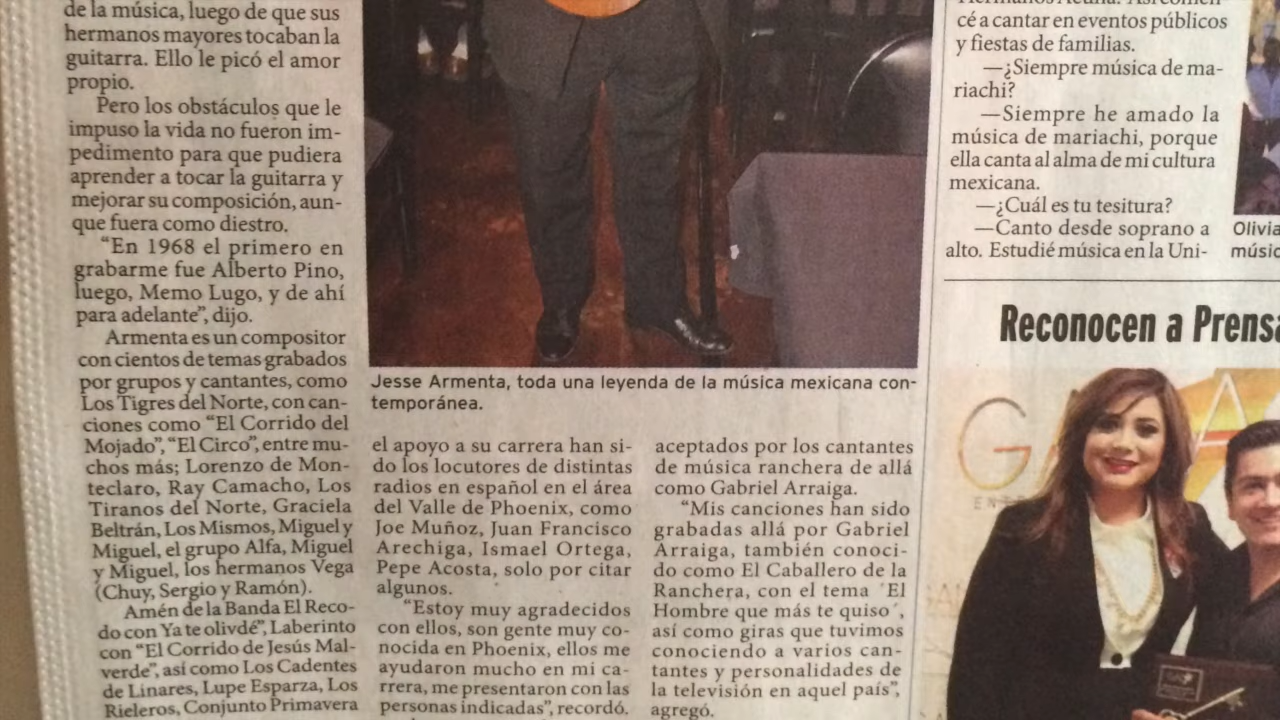 de la música, luego de que sus
hermanos mayores tocaban la
guitarra. Ello le picó el amor
propio.
Pero los obstáculos que le
impuso la vida no fueron im-
pedimento para que pudiera
aprender a tocar la guitarra y
mejorar su composición, aun-
que fuera como diestro.
“En 1968 el primero en
grabarme fue Alberto Pino,
luego, Memo Lugo, y de ahí
para adelante”, dijo.
Armenta es un compositor
con cientos de temas grabados
por grupos y cantantes, como
Los Tigres del Norte, con can-
ciones como “El Corrido del
Mojado”, “El Circo”, entre mu-
chos más; Lorenzo de Mon-
teclaro, Ray Camacho, Los
Tiranos del Norte, Graciela
Beltrán, Los Mismos, Miguel y
Miguel, el grupo Alfa, Miguel
y Miguel, los hermanos Vega
(Chuy, Sergio y Ramón).
Amén de la Banda El Reco-
do con Ya te olivdé”, Laberinto
con “El Corrido de Jesús Mal-
verde”, así como Los Cadentes
de Linares, Lupe Esparza, Los
Rieleros, Conjunto Primavera
Jesse Armenta, toda una leyenda de la música mexicana con-
temporánea.
el apoyo a su carrera han si-
do los locutores de distintas
radios en español en el área
del Valle de Phoenix, como
Joe Muñoz, Juan Francisco
Arechiga, Ismael Ortega,
Pepe Acosta, solo por citar
algunos.
“Estoy muy agradecidos
con ellos, son gente muy co-
nocida en Phoenix, ellos me
ayudaron mucho en mi ca-
rrera, me presentaron con las
personas indicadas”, recordó.
aceptados por los cantantes
de música ranchera de allá
como Gabriel Arraiga.
“Mis canciones han sido
grabadas allá por Gabriel
Arraiga, también conoci-
do como El Caballero de la
Ranchera, con el tema ´El
Hombre que más te quiso´,
así como giras que tuvimos
conociendo a varios can-
tantes y personalidades de
la televisión en aquel país”,
agregó.
cé a cantar en eventos públicos
y fiestas de familias.
—¿Siempre música de ma-
riachi?
—Siempre he amado la
música de mariachi, porque
ella canta al alma de mi cultura
mexicana.
—¿Cuál es tu tesitura?
—Canto desde soprano a
alto. Estudié música en la Uni-
Olivia
músic
Reconocen a Prensa